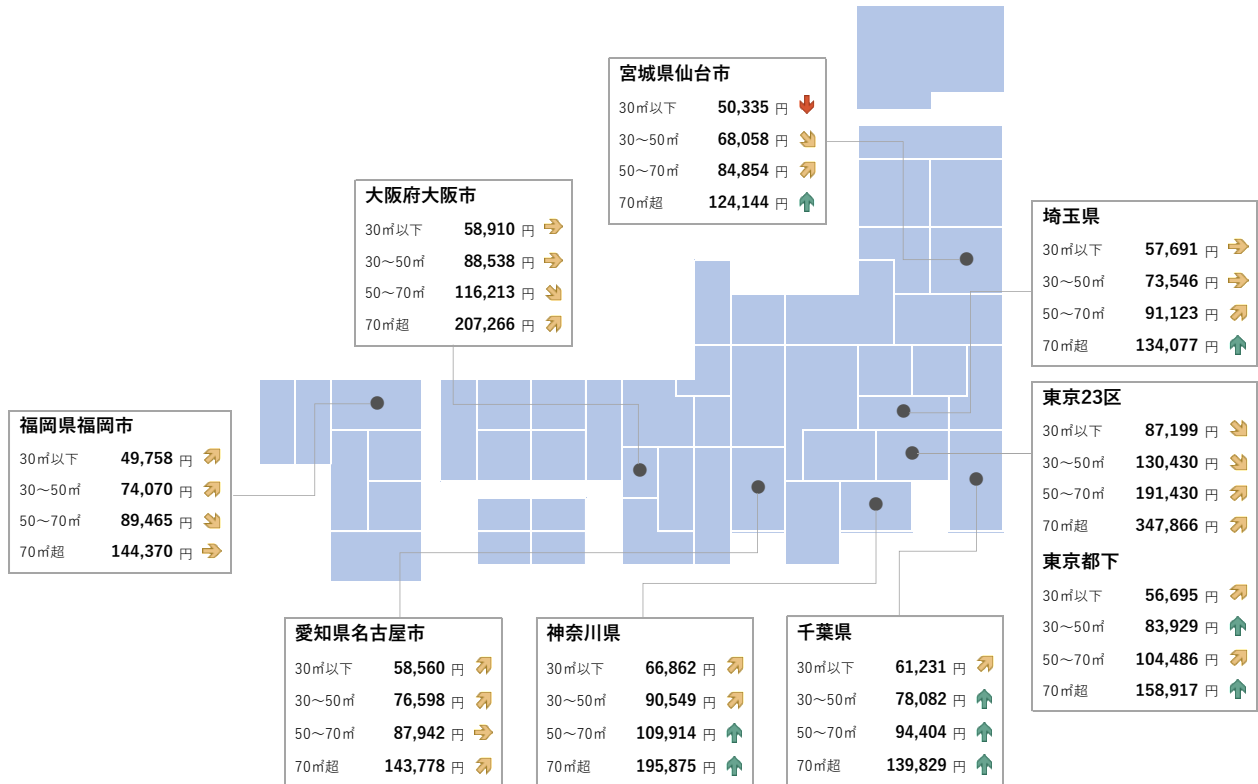 宮城県仙台市
30㎡以下 50,335 円
30～50㎡ 68,058 円
50～70㎡ 84,854 円
70㎡超 124,144 円
大阪府大阪市
30㎡以下 58,910 円
30～50㎡ 88,538 円
50～70㎡ 116,213 円
70㎡超 207,266 円
埼玉県
30㎡以下 57,691 円
30～50㎡ 73,546 円
50～70㎡ 91,123 円
70㎡超 134,077 円
福岡県福岡市
30㎡以下 49,758 円
30～50㎡ 74,070 円
50～70㎡ 89,465 円
70㎡超 144,370 円
東京23区
30㎡以下 87,199 円
30～50㎡ 130,430 円
50～70㎡ 191,430 円
70㎡超 347,866 円
東京都下
30㎡以下 56,695 円
30～50㎡ 83,929 円
50～70㎡ 104,486 円
70㎡超 158,917 円
愛知県名古屋市
30㎡以下 58,560 円
30～50㎡ 76,598 円
50～70㎡ 87,942 円
70㎡超 143,778 円
神奈川県
30㎡以下 66,862 円
30～50㎡ 90,549 円
50～70㎡ 109,914 円
70㎡超 195,875 円
千葉県
30㎡以下 61,231 円
30～50㎡ 78,082 円
50～70㎡ 94,404 円
70㎡超 139,829 円